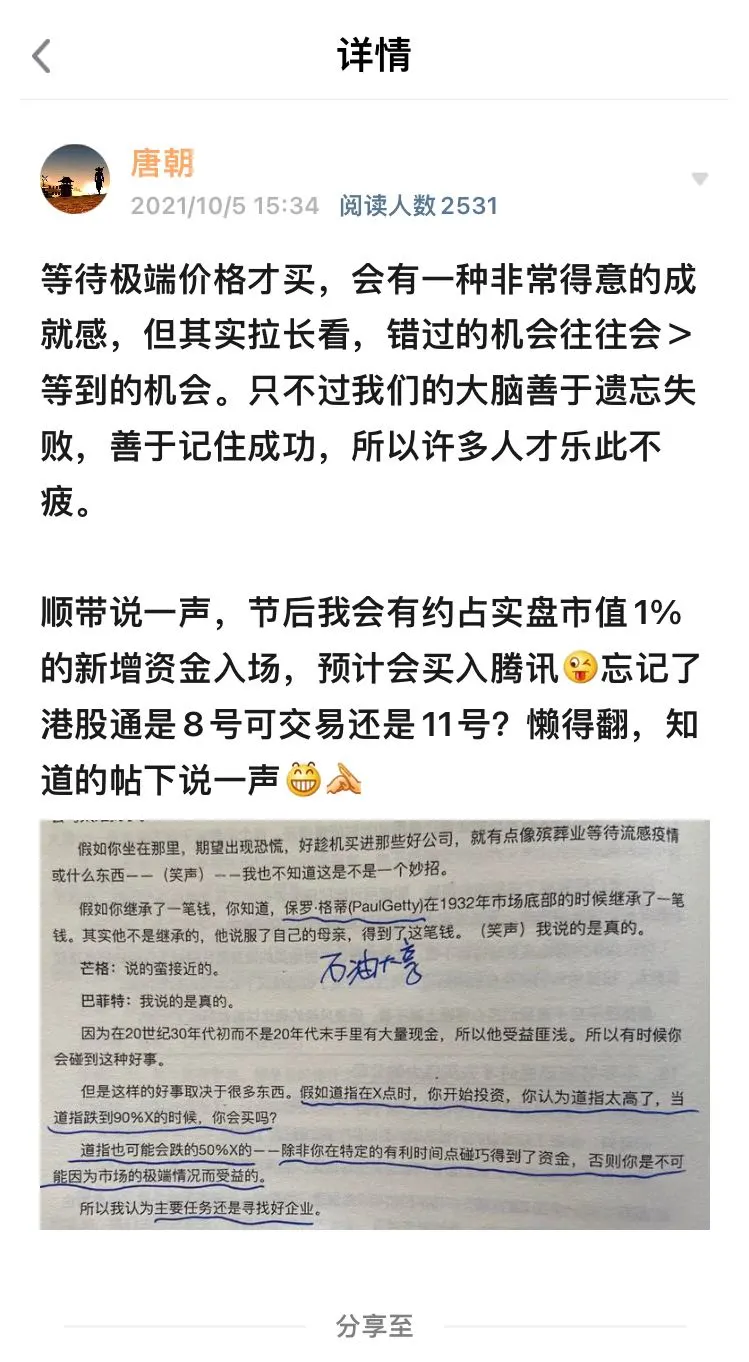 详情
唐朝
2021/10/5 15:34 阅读人数2531
等待极端价格才买，会有一种非常得意的成
就感，但其实拉长看，错过的机会往往会＞
等到的机会。只不过我们的大脑善于遗忘失
败，善于记住成功，所以许多人才乐此不
疲。
顺带说一声，节后我会有约占实盘市值1%
的新增资金入场，预计会买入腾讯😜忘记了
港股通是8号可交易还是11号？懒得翻，知
道的帖下说一声😁🙏
假如你坐在那里，期望出现恐慌，好趁机买进那些好公司，就有点像殡葬业等待流感疫情
或什么东西——（笑声）——我也不知道这是不是一个妙招。
假如你继承了一笔钱，你知道，保罗·格蒂(PaulGetty)在1932年市场底部的时候继承了一笔
钱。其实他不是继承的，他说服了自己的母亲，得到了这笔钱。（笑声）我说的是真的。
芒格：说的蛮接近的。
石油大亨
巴菲特：我说的是真的。
因为在20世纪30年代初而不是20年代末手里有大量现金，所以他受益匪浅。所以有时候你
会碰到这种好事。
但是这样的好事取决于很多东西。假如道指在X点时，你开始投资，你认为道指太高了，当
道指跌到90%X的时候，你会买吗？
道指也可能会跌的50%X的——除非你在特定的有利时间点碰巧得到了资金，否则你是不可
能因为市场的极端情况而受益的。
所以我认为主要任务还是寻找好企业。
分享至